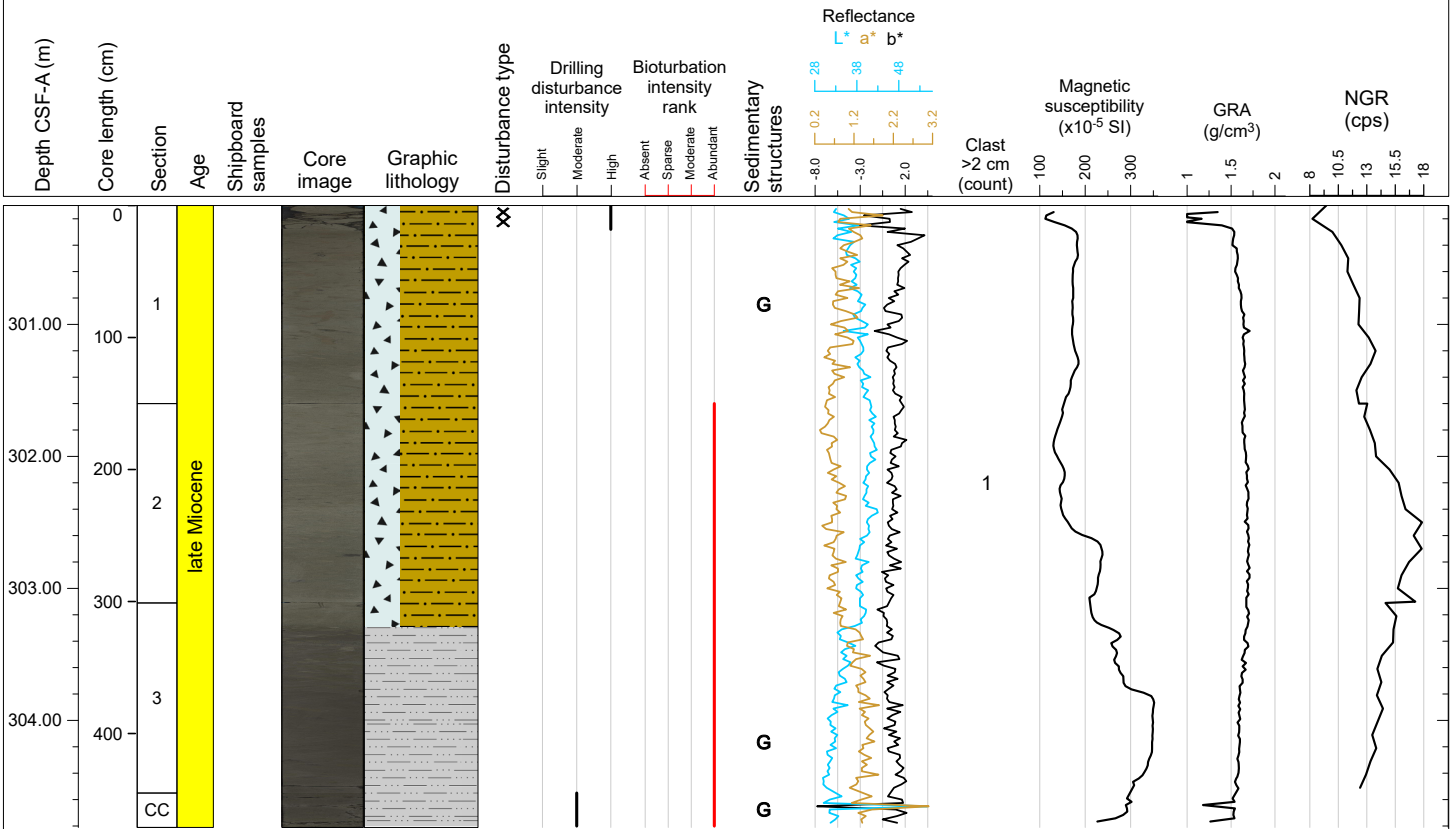 Depth CSF-A (m)
Core length (cm)
Section
Age
Shipboard
samples
Core
image
Graphic
lithology
Disturbance type
Drilling
disturbance
intensity
Slight
Moderate
High
Bioturbation
intensity
rank
Absent
Sparse
Moderate
Abundant
Sedimentary
structures
Reflectance
L* a* b*
28 38 48
0.2 1.2 2.2 3.2
-8.0 -3.0 2.0
Clast
>2 cm
(count)
Magnetic
susceptibility
(x10-5 SI)
100 200 300
GRA
(g/cm3)
1 1.5 2
NGR
(cps)
8 10.5 13 15.5 18
0
1
G
301.00
100
302.00
200
2
1
late Miocene
303.00
300
3
304.00
400
G
CC
G